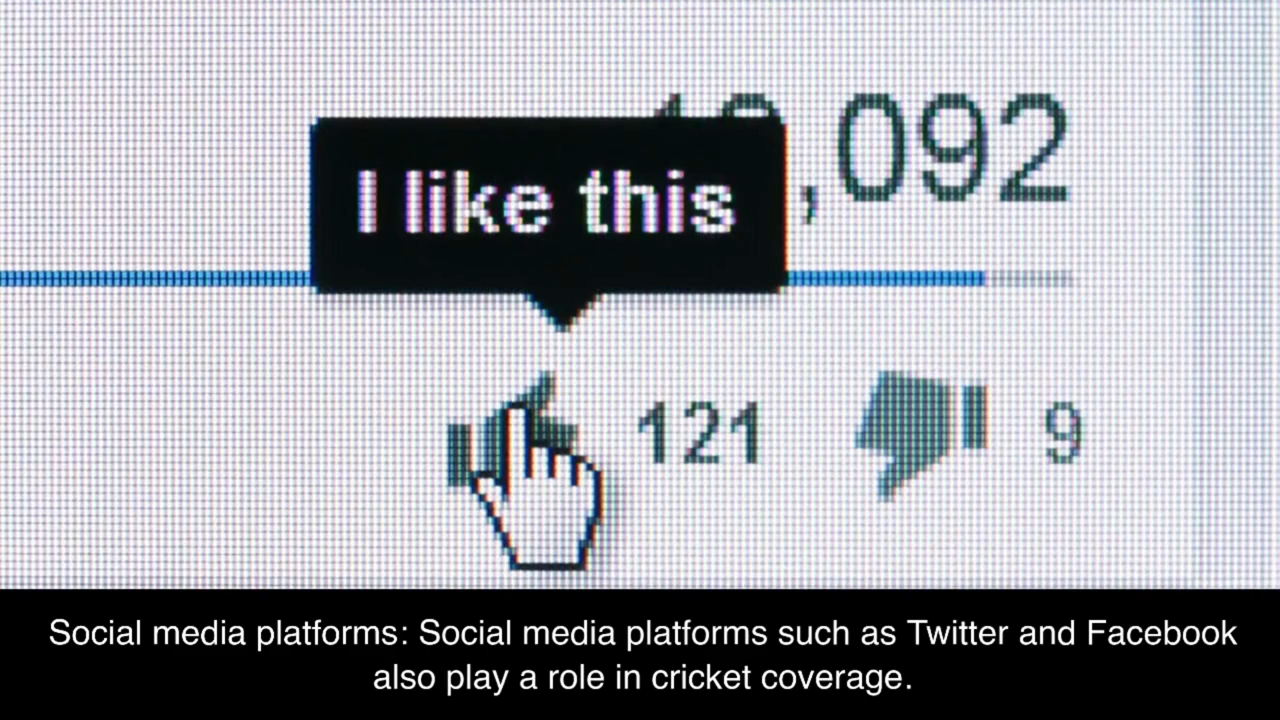 ,092
I like this
121
9
Social media platforms: Social media platforms such as Twitter and Facebook
also play a role in cricket coverage.